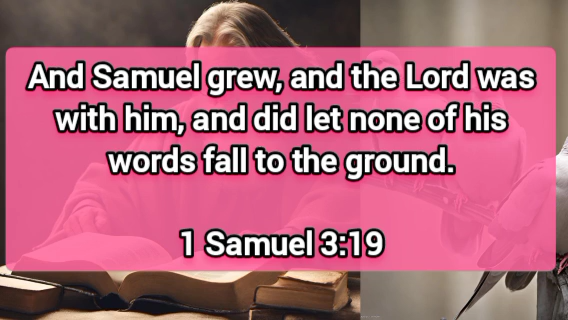 And Samuel grew, and the Lord was
with him, and did let none of his
words fall to the ground.
1 Samuel 3:19